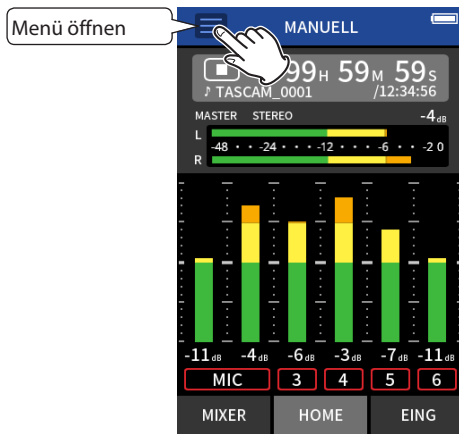 Menü öffnen
MANUELL
99H 59M 59S
♪ TASCAM_0001 /12:34:56
MASTER STEREO -4dB
L
-48 · · -24 · · · -12 · · · -6 · · -2 0
R
-11dB -4dB -6dB -3dB -7dB -11dB
MIC 3 4 5 6
MIXER HOME EING